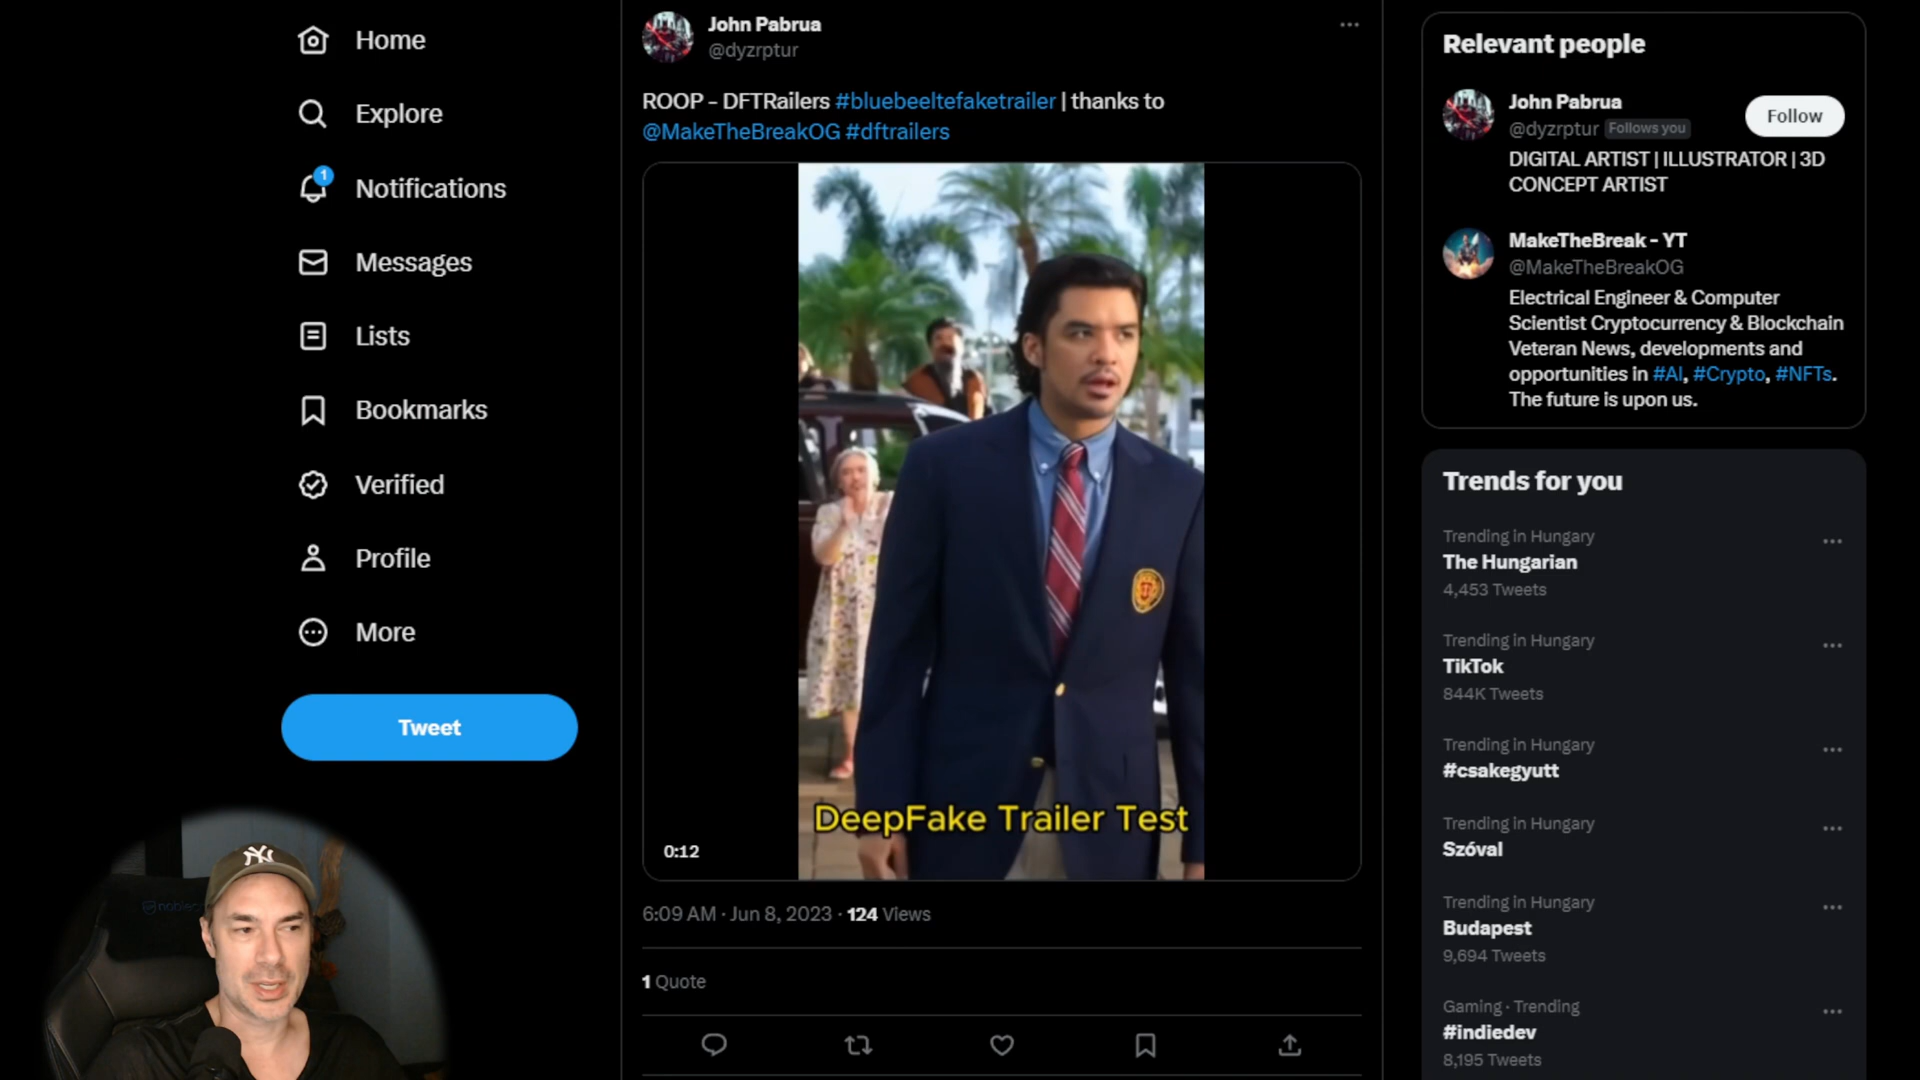 Home
Explore
1
Notifications
Messages
Lists
Bookmarks
Verified
Profile
More
Tweet
NY
John Pabrua
@dyzrptur
ROOP - DFTRailers #bluebeeltefaketrailer | thanks to
@MakeTheBreakOG #dftrailers
DeepFake Trailer Test
0:12
6:09 AM · Jun 8, 2023 · 124 Views
1 Quote
Relevant people
John Pabrua
@dyzrptur Follows you
Follow
DIGITAL ARTIST | ILLUSTRATOR | 3D
CONCEPT ARTIST
MakeTheBreak - YT
@MakeTheBreakOG
Electrical Engineer & Computer
Scientist Cryptocurrency & Blockchain
Veteran News, developments and
opportunities in #AI, #Crypto, #NFTs.
The future is upon us.
Trends for you
Trending in Hungary
The Hungarian
4,453 Tweets
Trending in Hungary
TikTok
844K Tweets
Trending in Hungary
#csakegyutt
Trending in Hungary
Szóval
Trending in Hungary
Budapest
9,694 Tweets
Gaming · Trending
#indiedev
8,195 Tweets